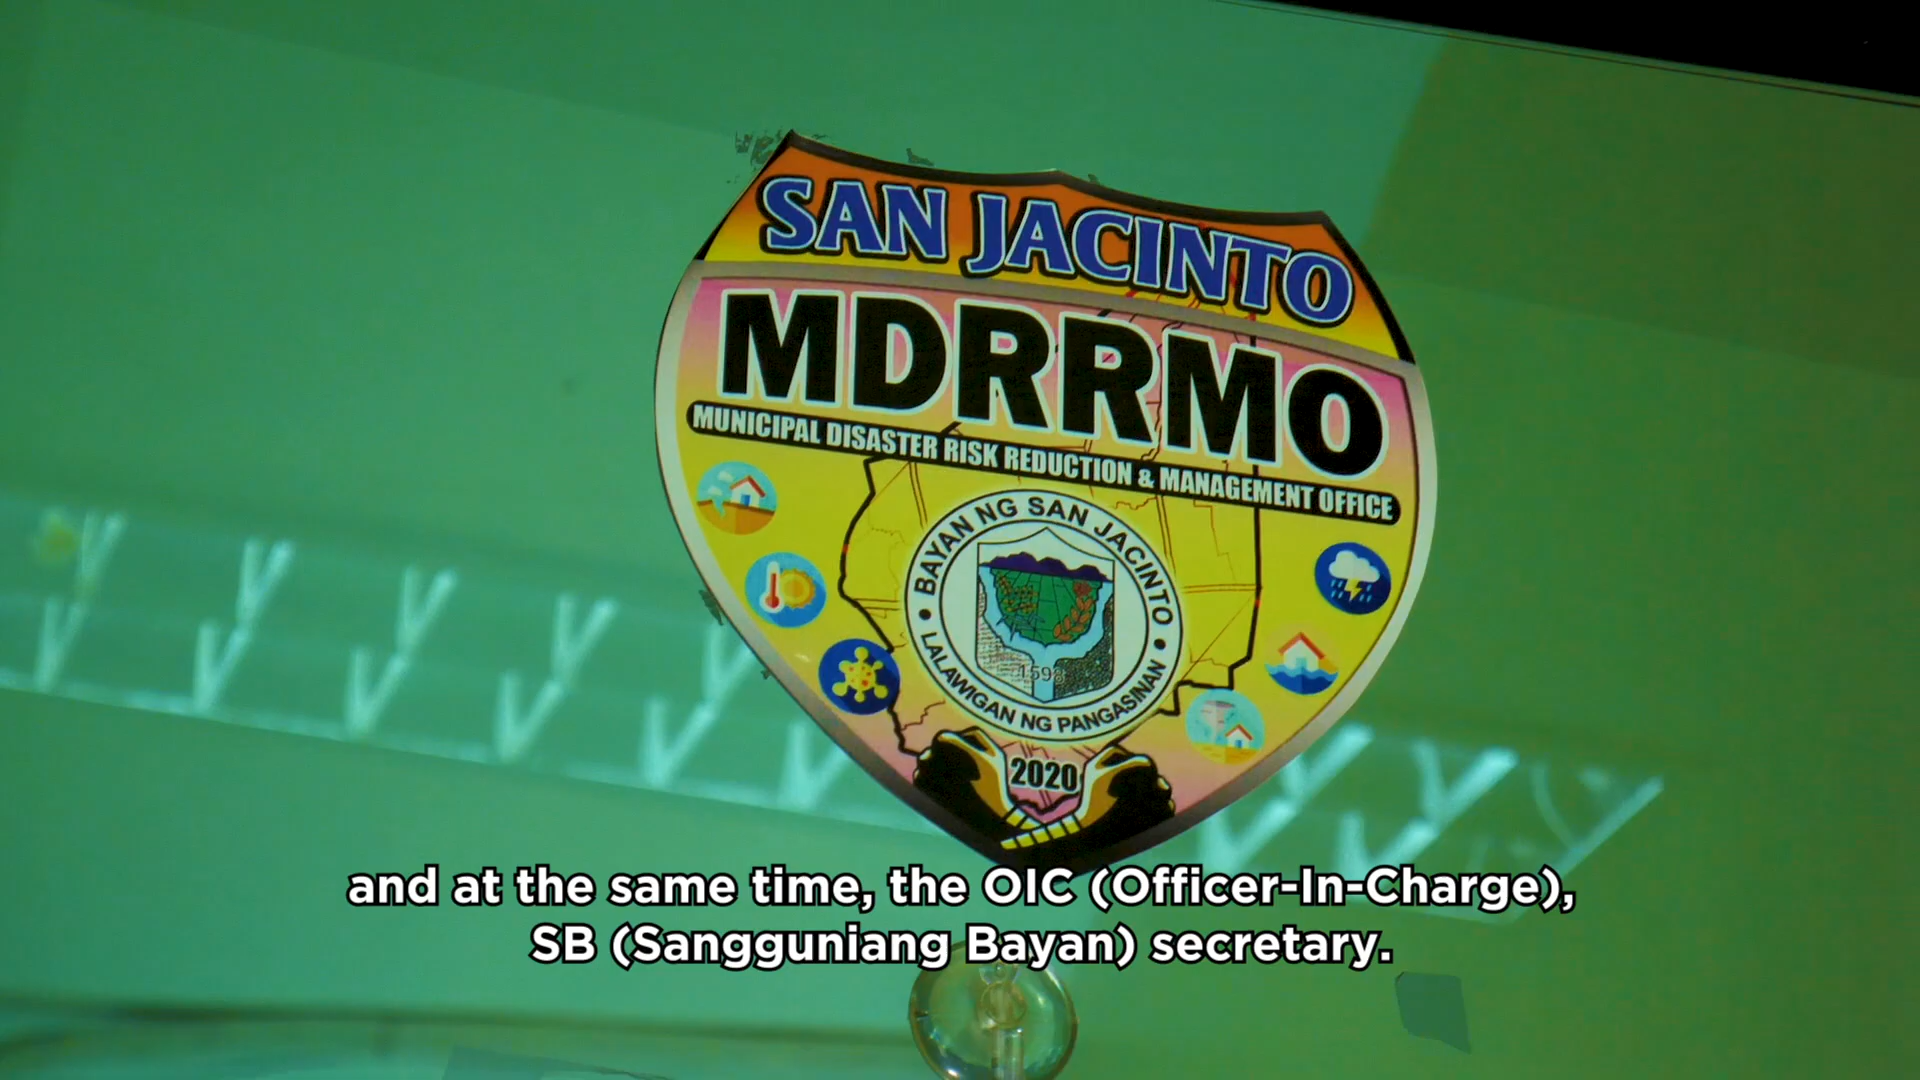 SAN JACINTO
MDRRMO
MUNICIPAL DISASTER RISK REDUCTION & MANAGEMENT OFFICE
BAYAN NG SAN JACINTO
1598
LALAWIGAN NG PANGASINAN
2020
and at the same time, the OIC (Officer-In-Charge),
SB (Sangguniang Bayan) secretary.